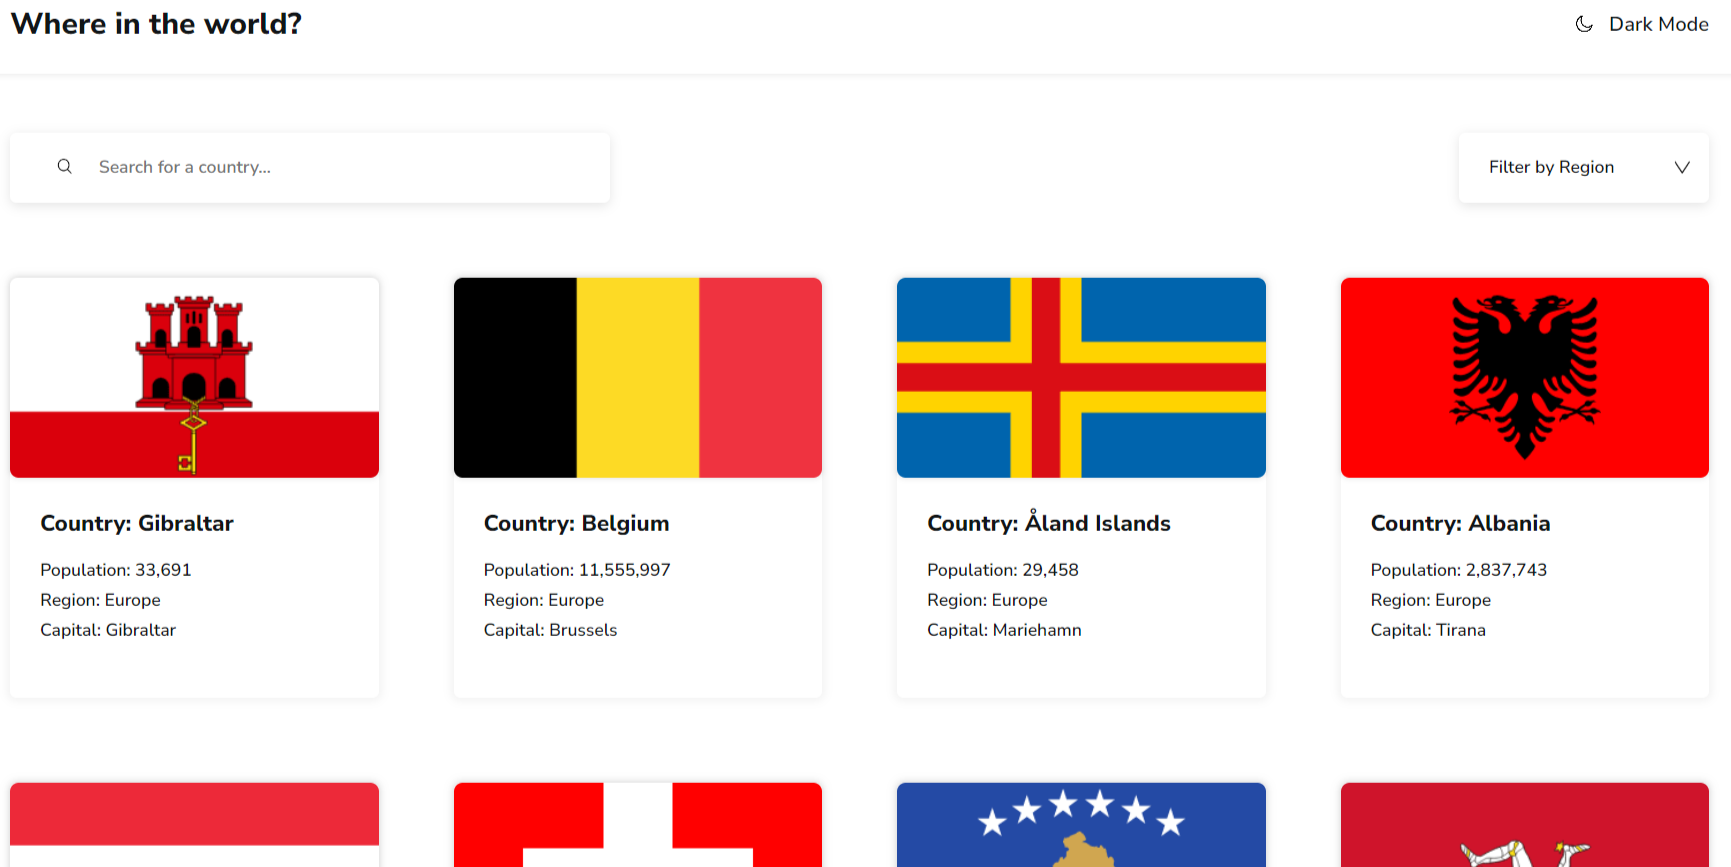 Where in the world?
Dark Mode
Search for a country...
Filter by Region
Country: Gibraltar
Population: 33,691
Region: Europe
Capital: Gibraltar
Country: Belgium
Population: 11,555,997
Region: Europe
Capital: Brussels
Country: Åland Islands
Population: 29,458
Region: Europe
Capital: Mariehamn
Country: Albania
Population: 2,837,743
Region: Europe
Capital: Tirana